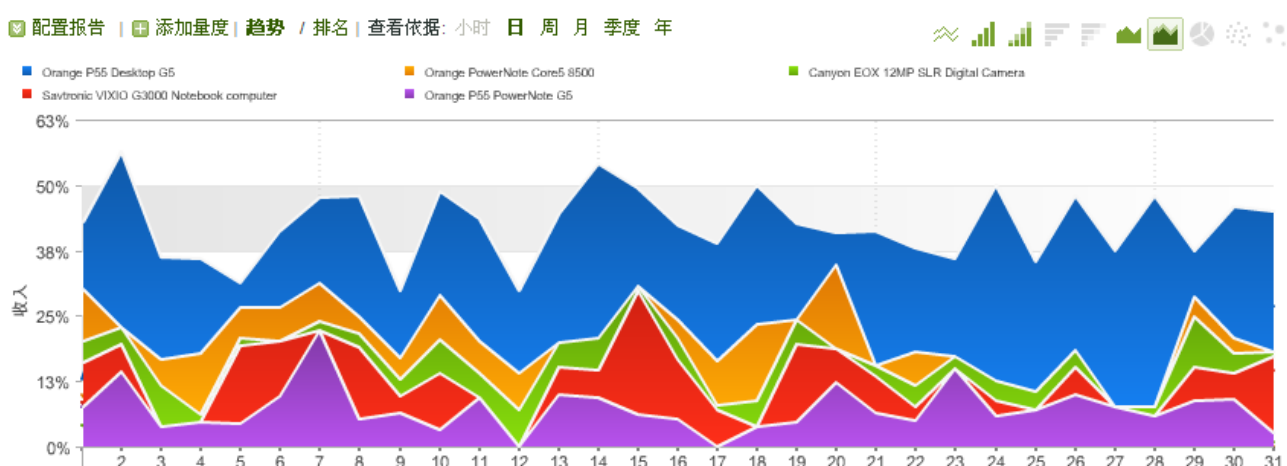 配置报告 | 添加量度 | 趋势 / 排名 | 查看依据: 小时 日 周 月 季度 年
Orange P55 Desktop G5 Orange PowerNote Core5 8500 Canyon EOX 12MP SLR Digital Camera
Savtronic VIXIO G3000 Notebook computer Orange P55 PowerNote G5
63%
50%
38%
25%
13%
0%
收入
2 3 4 5 6 7 8 9 10 11 12 13 14 15 16 17 18 19 20 21 22 23 24 25 26 27 28 29 30 31